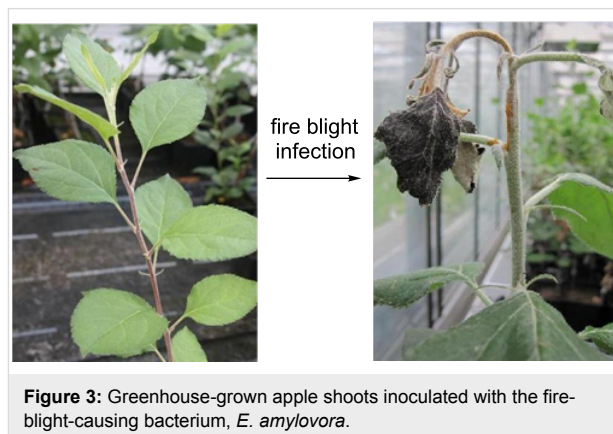 fire blight
infection
Figure 3: Greenhouse-grown apple shoots inoculated with the fire-
blight-causing bacterium, E. amylovora.